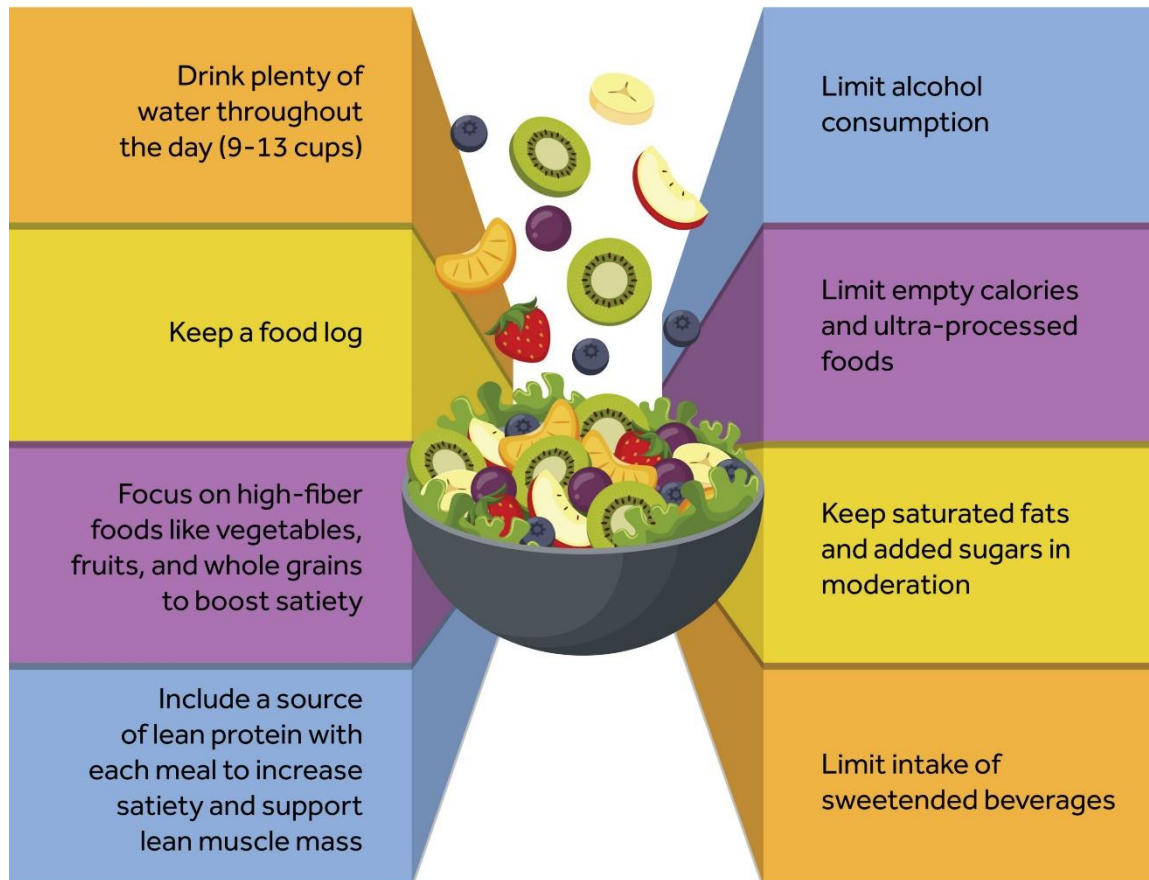 Drink plenty of
water throughout
the day (9-13 cups)
Keep a food log
Focus on high-fiber
foods like vegetables,
fruits, and whole grains
to boost satiety
Include a source
of lean protein with
each meal to increase
satiety and support
lean muscle mass
Limit alcohol
consumption
Limit empty calories
and ultra-processed
foods
Keep saturated fats
and added sugars in
moderation
Limit intake of
sweetended beverages